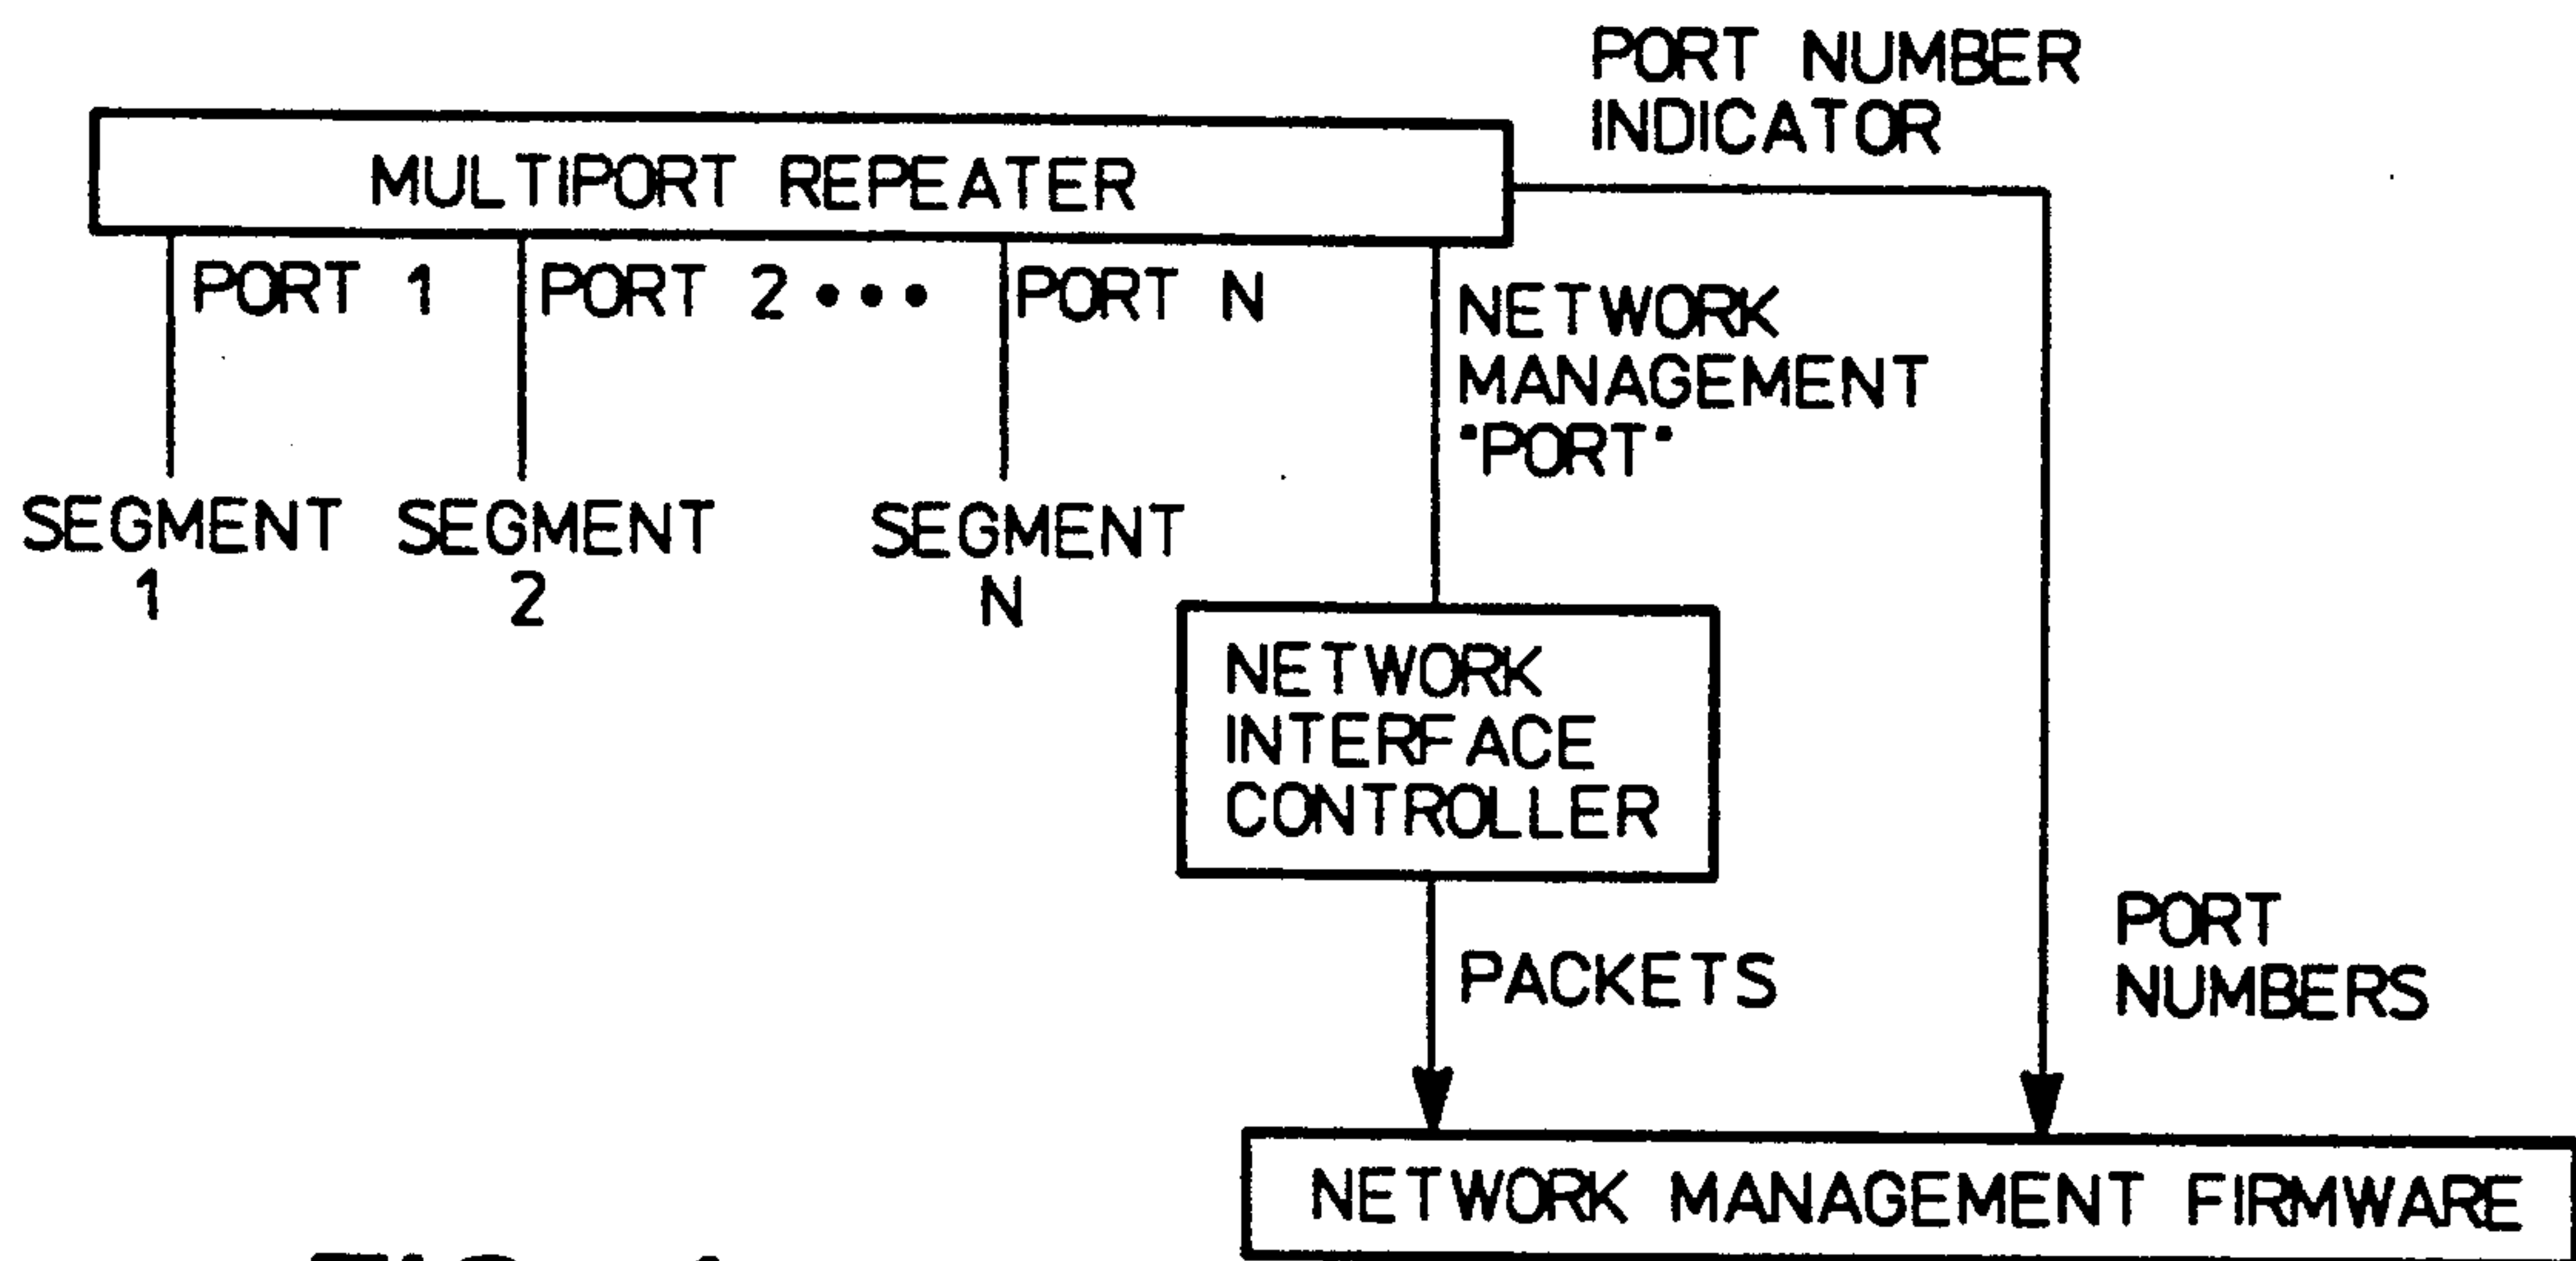 PORT NUMBER
INDICATOR
MULTIPORT REPEATER
PORT 1
PORT 2 •••
PORT N
NETWORK
MANAGEMENT
"PORT"
SEGMENT
1
SEGMENT
2
SEGMENT
N
NETWORK
INTERFACE
CONTROLLER
PACKETS
PORT
NUMBERS
NETWORK MANAGEMENT FIRMWARE